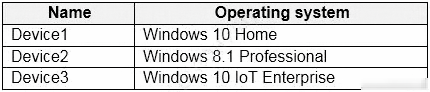 Name Operating system
Device1 Windows 10 Home
Device2 Windows 8.1 Professional
Device3 Windows 10 IoT Enterprise